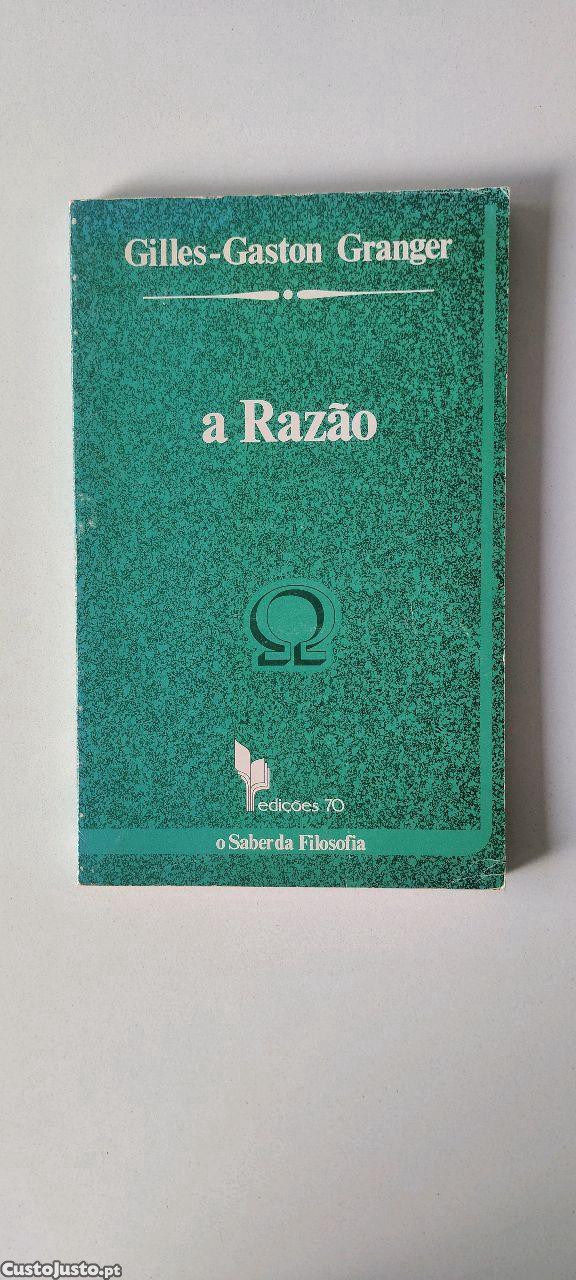 Gilles-Gaston Granger
a Razão
Ω
edições 70
o Saber da Filosofia
CustoJusto.pt